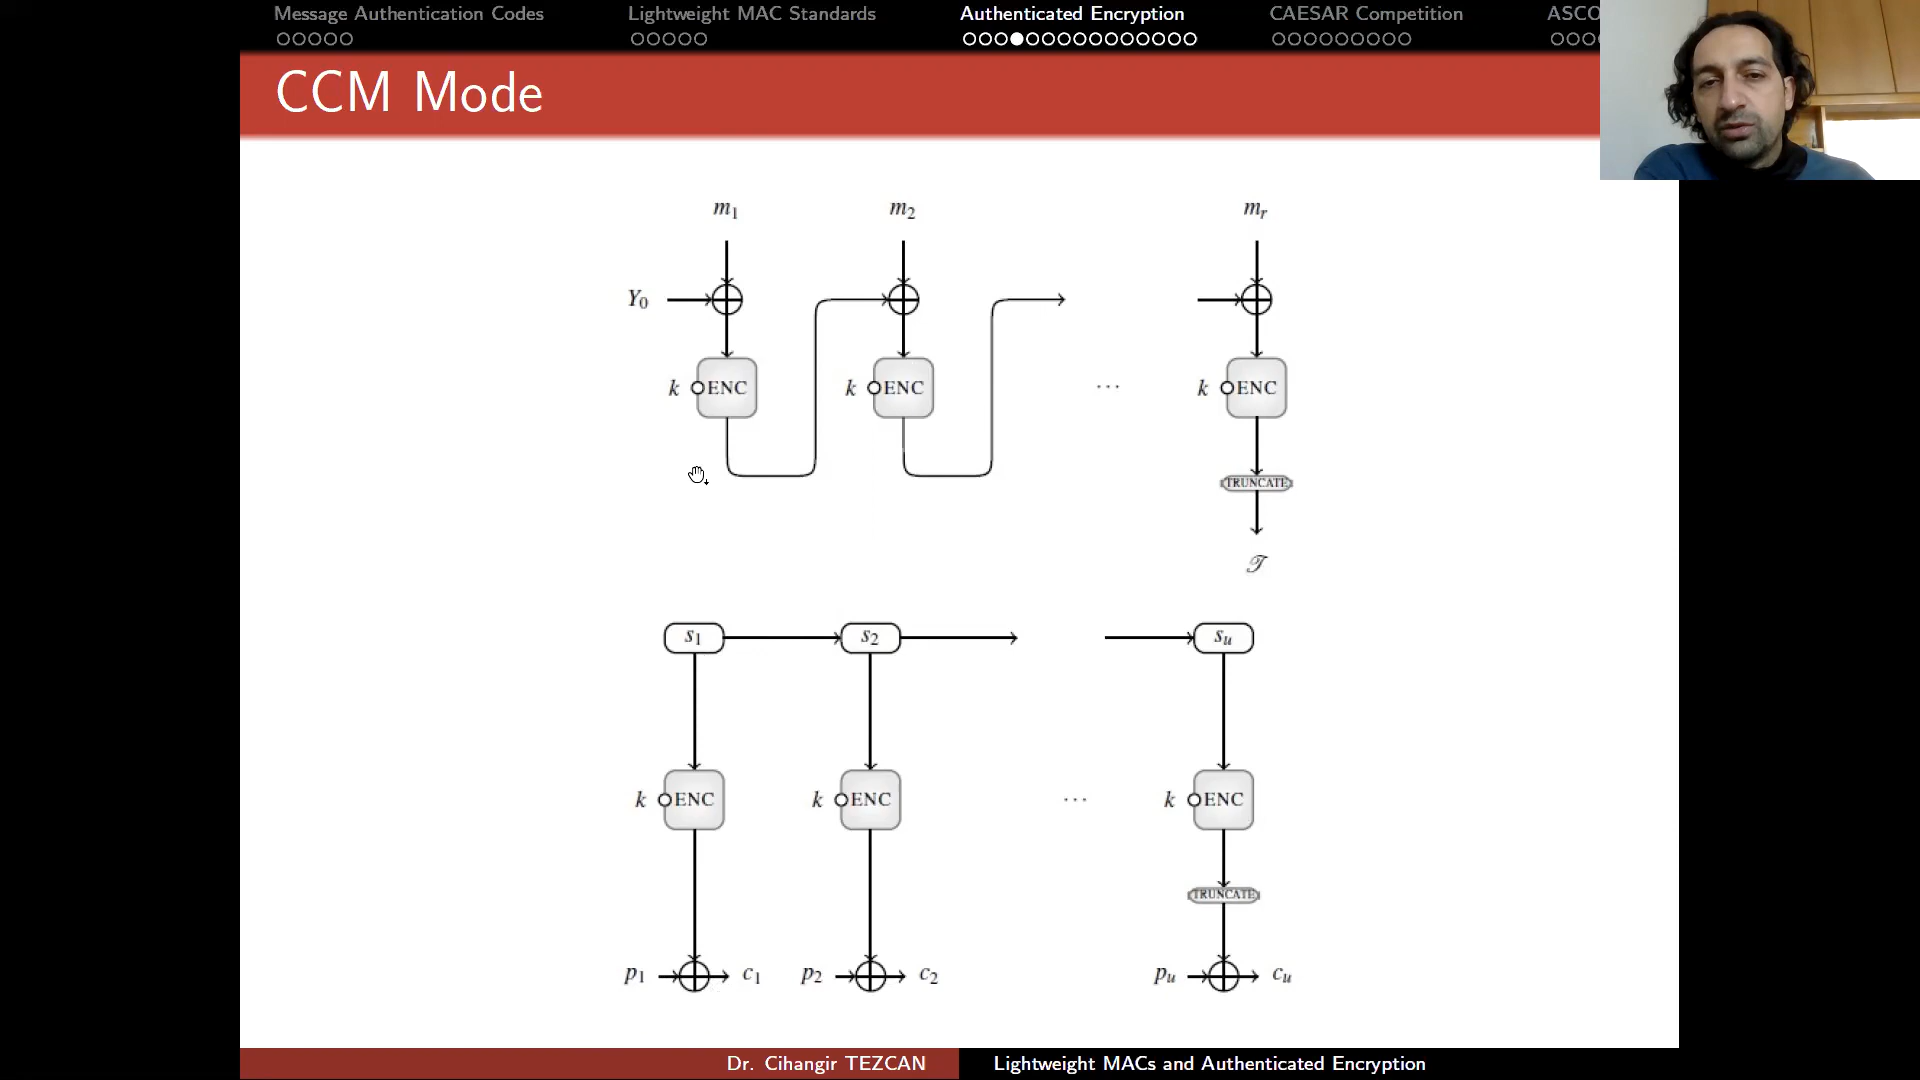 Message Authentication Codes Lightweight MAC Standards Authenticated Encryption CAESAR Competition ASCO
CCM Mode
m1 m2 mr
Y0
k ENC k ENC ... k ENC
TRUNCATE
𝒯
s1 s2 su
k ENC k ENC ... k ENC
TRUNCATE
p1 c1 p2 c2 pu cu
Dr. Cihangir TEZCAN Lightweight MACs and Authenticated Encryption